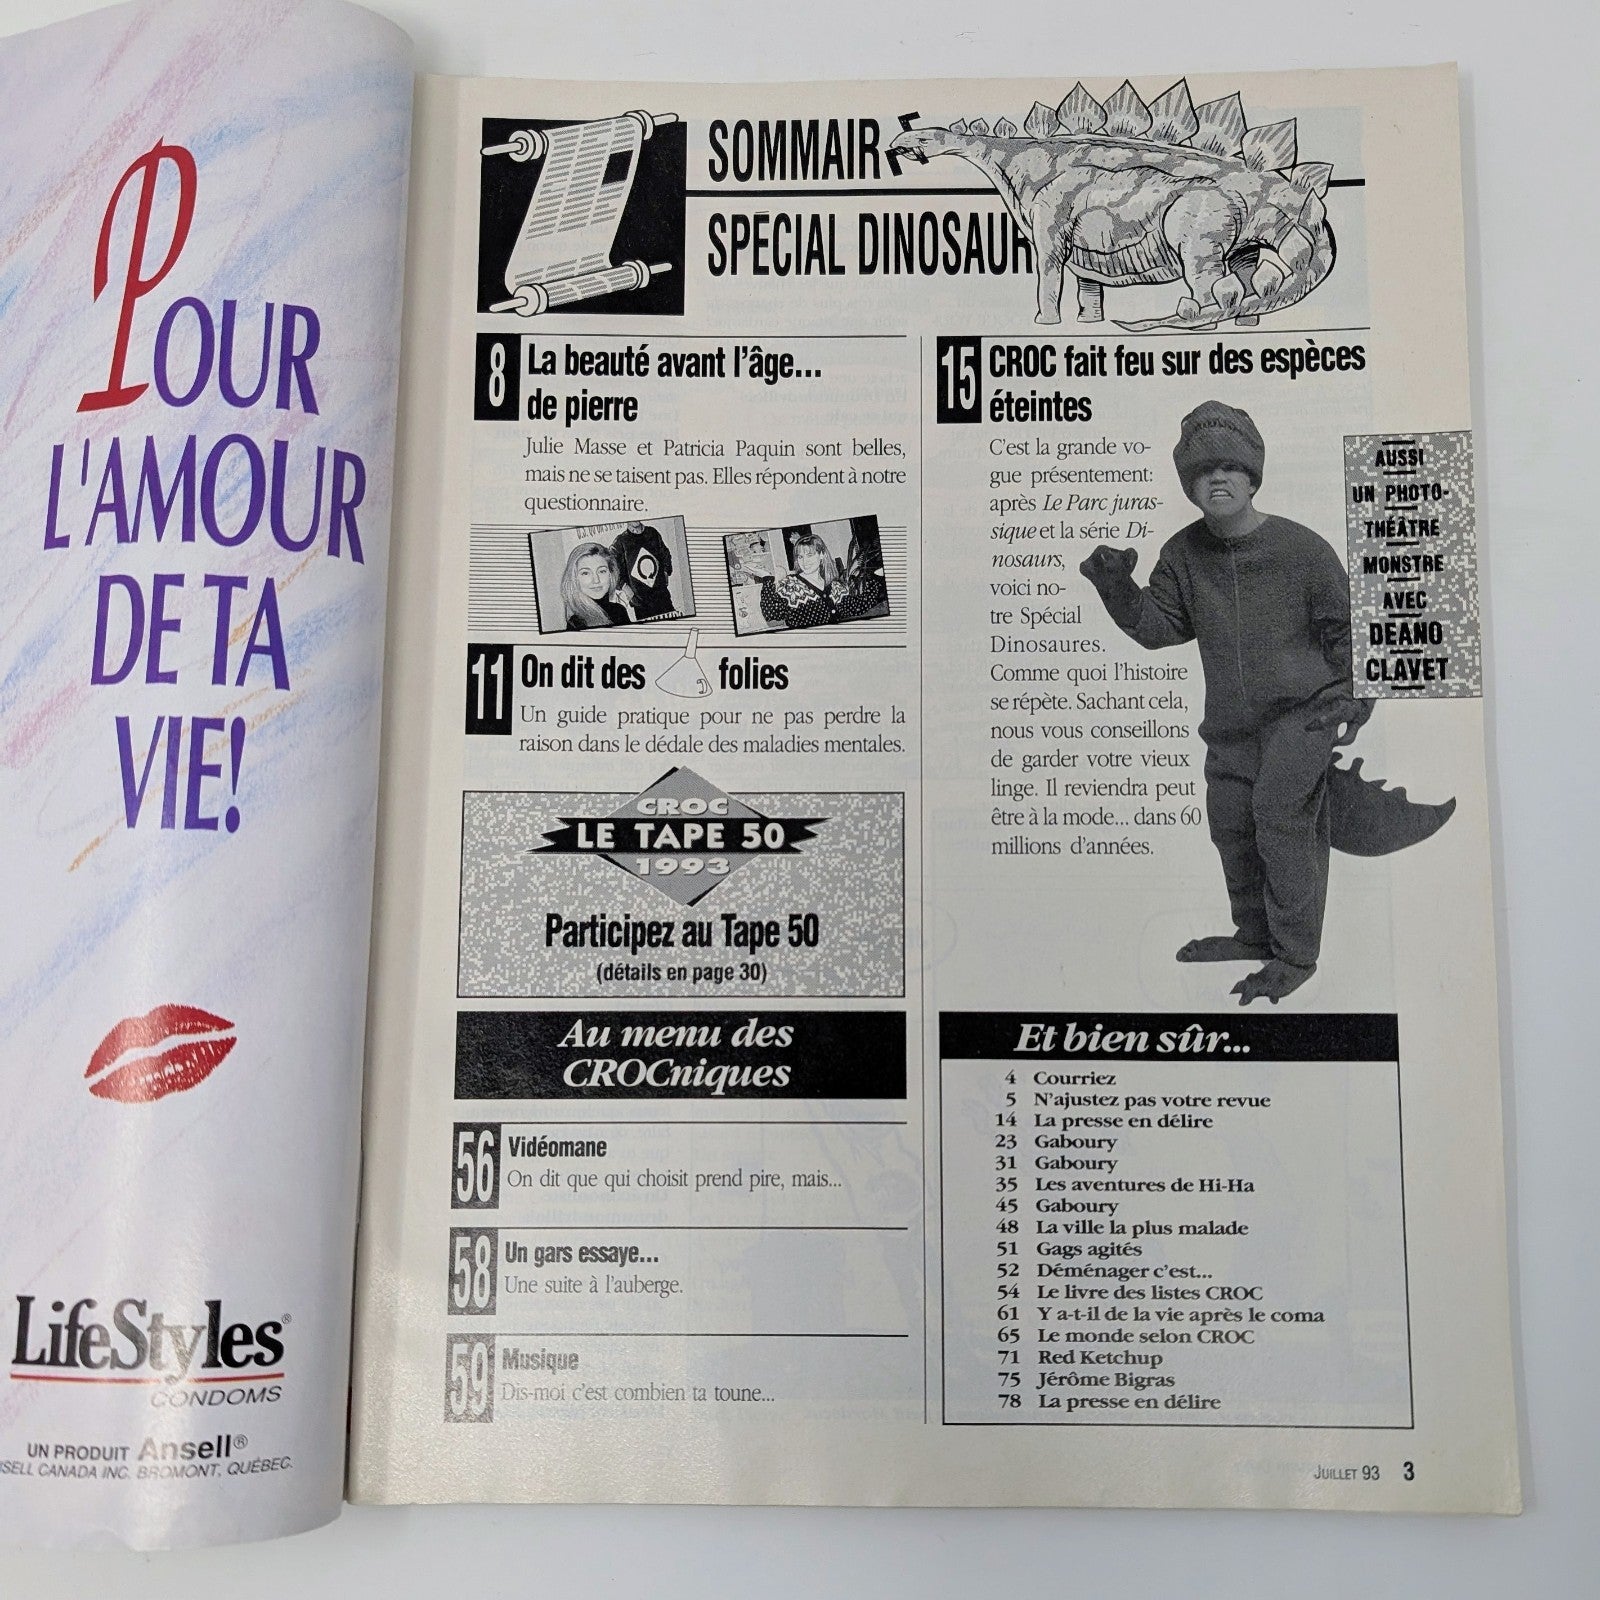 POUR
L'AMOUR
DE TA
VIE!
LifeStyles®
CONDOMS
UN PRODUIT Ansell®
SELL CANADA INC. BROMONT, QUÉBEC.
SOMMAIRE
SPÉCIAL DINOSAUR
8 La beauté avant l'âge...
de pierre
Julie Masse et Patricia Paquin sont belles,
mais ne se taisent pas. Elles répondent à notre
questionnaire.
11 On dit des folies
Un guide pratique pour ne pas perdre la
raison dans le dédale des maladies mentales.
CROC
LE TAPE 50
1993
Participez au Tape 50
(détails en page 30)
Au menu des
CROCniques
56 Vidéomane
On dit que qui choisit prend pire, mais...
58 Un gars essaye...
Une suite à l'auberge.
59 Musique
Dis-moi c'est combien ta toune...
15 CROC fait feu sur des espèces
éteintes
C'est la grande vo-
gue présentement:
après Le Parc juras-
sique et la série Di-
nosaurs,
voici no-
tre Spécial
Dinosaures.
Comme quoi l'histoire
se répète. Sachant cela,
nous vous conseillons
de garder votre vieux
linge. Il reviendra peut
être à la mode... dans 60
millions d'années.
AUSSI
UN PHOTO-
THÉÂTRE
MONSTRE
AVEC
DEANO
CLAVET
Et bien sûr...
4 Courriez
5 N'ajustez pas votre revue
14 La presse en délire
23 Gaboury
31 Gaboury
35 Les aventures de Hi-Ha
45 Gaboury
48 La ville la plus malade
51 Gags agités
52 Déménager c'est...
54 Le livre des listes CROC
61 Y a-t-il de la vie après le coma
65 Le monde selon CROC
71 Red Ketchup
75 Jérôme Bigras
78 La presse en délire
JUILLET 93 3